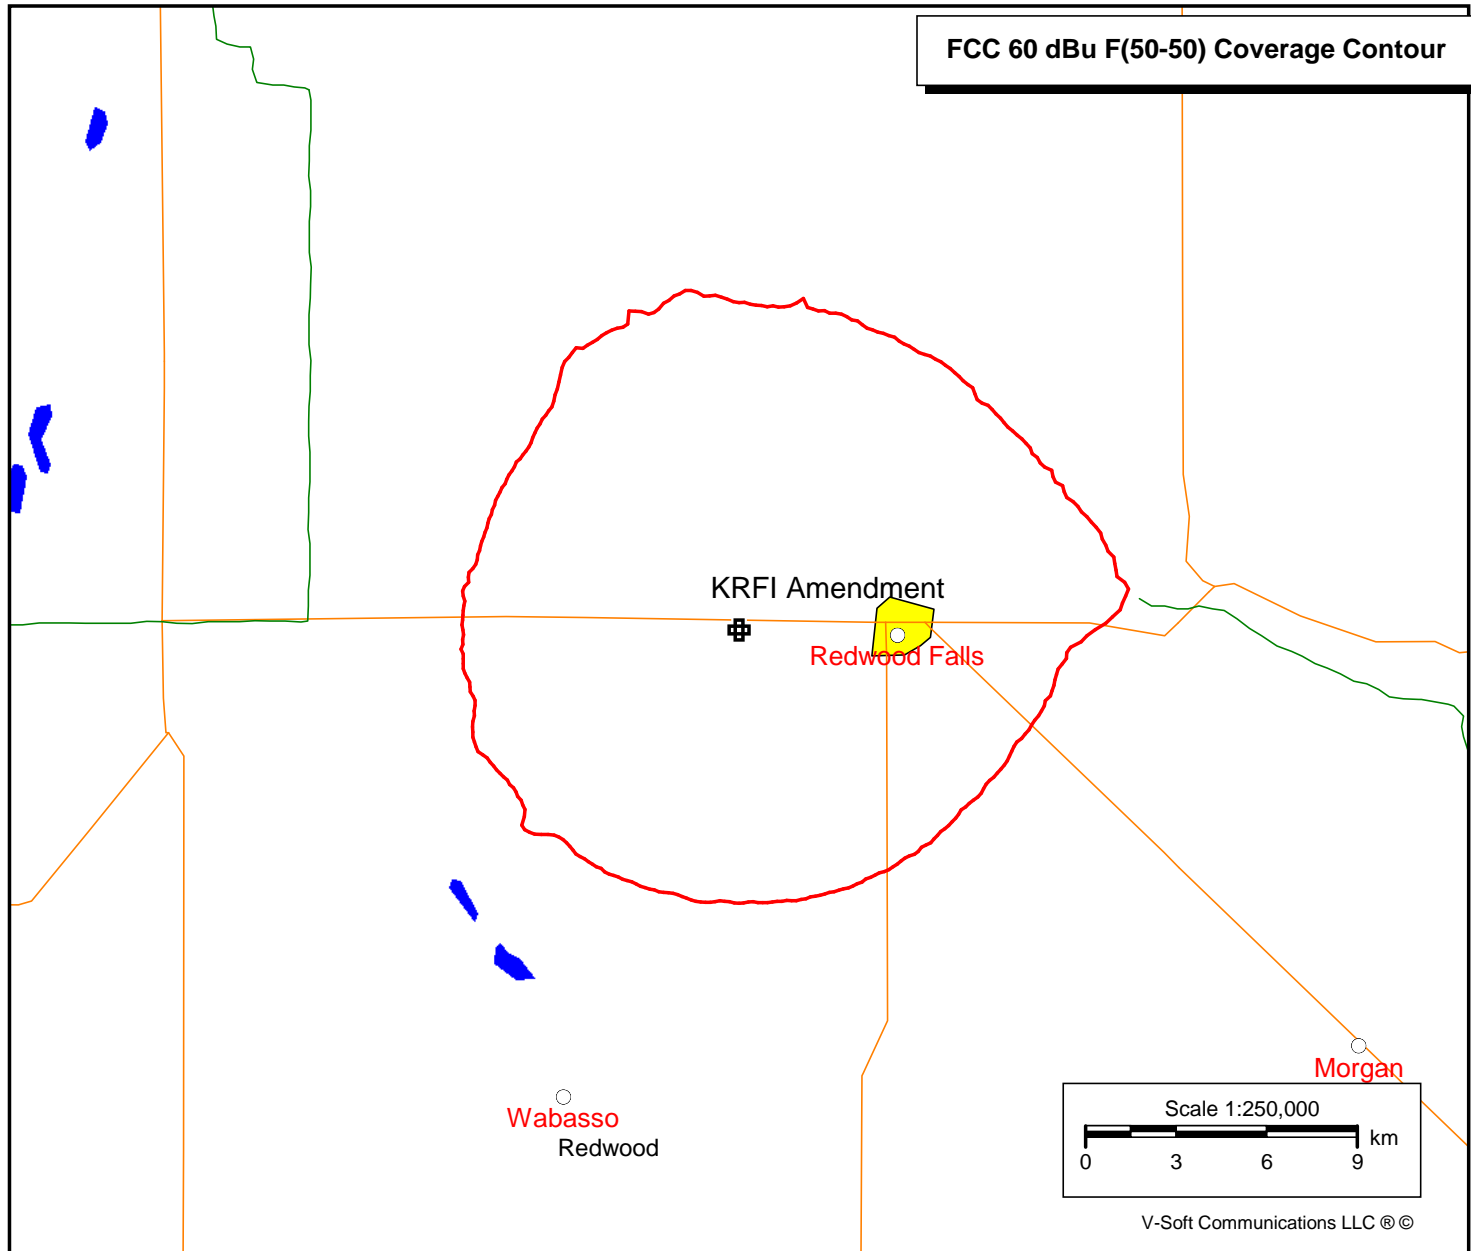 FCC 60 dBu F(50-50) Coverage Contour
KRFI Amendment
Redwood Falls
Morgan
Wabasso
Redwood
Scale 1:250,000
km
0 3 6 9
V-Soft Communications LLC ® ©